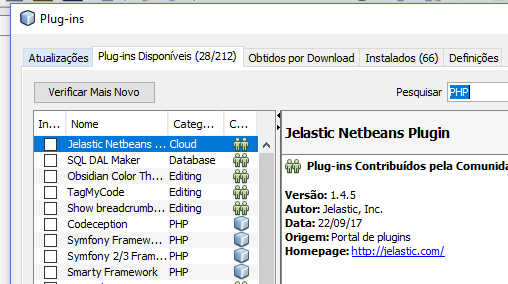 Plug-ins
Atualizações Plug-ins Disponíveis (28/212) Obtidos por Download Instalados (66) Definições
Verificar Mais Novo Pesquisar PHP
In... Nome Categ... C...
Jelastic Netbeans ... Cloud
SQL DAL Maker Database
Obsidian Color Th... Editing
TagMyCode Editing
Show breadcrumb... Editing
Codeception PHP
Symfony Framew... PHP
Symfony 2/3 Fram... PHP
Smarty Framework PHP
Jelastic Netbeans Plugin
Plug-ins Contribuídos pela Comunida
Versão: 1.4.5
Autor: Jelastic, Inc.
Data: 22/09/17
Origem: Portal de plugins
Homepage: http://jelastic.com/